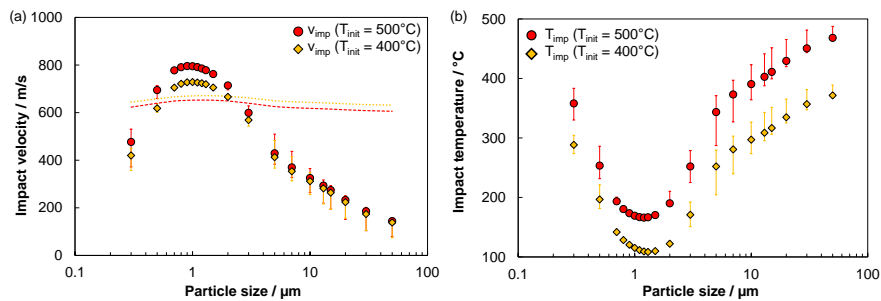 (a)
v_imp (T_init = 500°C)
v_imp (T_init = 400°C)
Impact velocity / m/s
1000
800
600
400
200
0
0.1
1
10
100
Particle size / μm
(b)
T_imp (T_init = 500°C)
T_imp (T_init = 400°C)
Impact temperature / °C
500
400
300
200
100
0.1
1
10
100
Particle size / μm